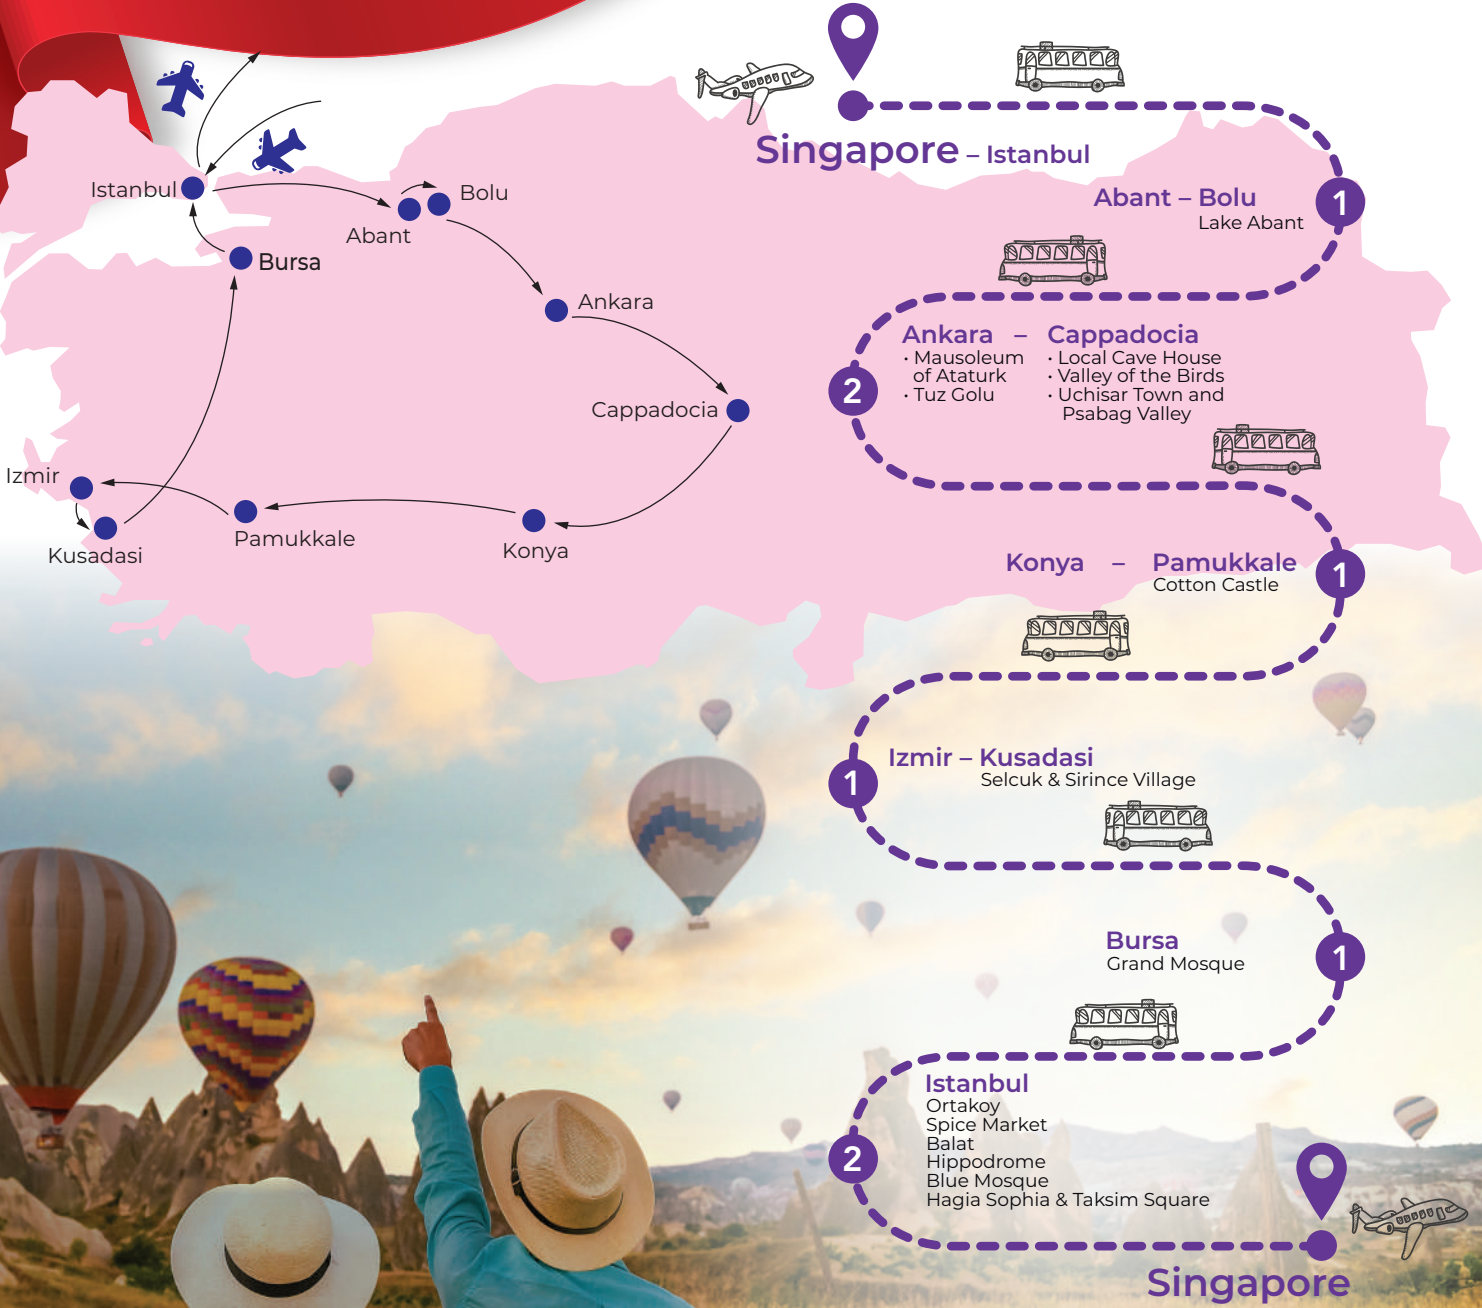 Istanbul
Abant
Bolu
Bursa
Ankara
Cappadocia
Izmir
Kusadasi
Pamukkale
Konya
Singapore – Istanbul
Abant – Bolu
Lake Abant
1
Ankara – Cappadocia
· Mausoleum
of Ataturk
· Tuz Golu
· Local Cave House
· Valley of the Birds
· Uchisar Town and
Psabag Valley
2
Konya – Pamukkale
Cotton Castle
1
Izmir – Kusadasi
Selcuk & Sirince Village
1
Bursa
Grand Mosque
1
Istanbul
Ortakoy
Spice Market
Balat
Hippodrome
Blue Mosque
Hagia Sophia & Taksim Square
2
Singapore